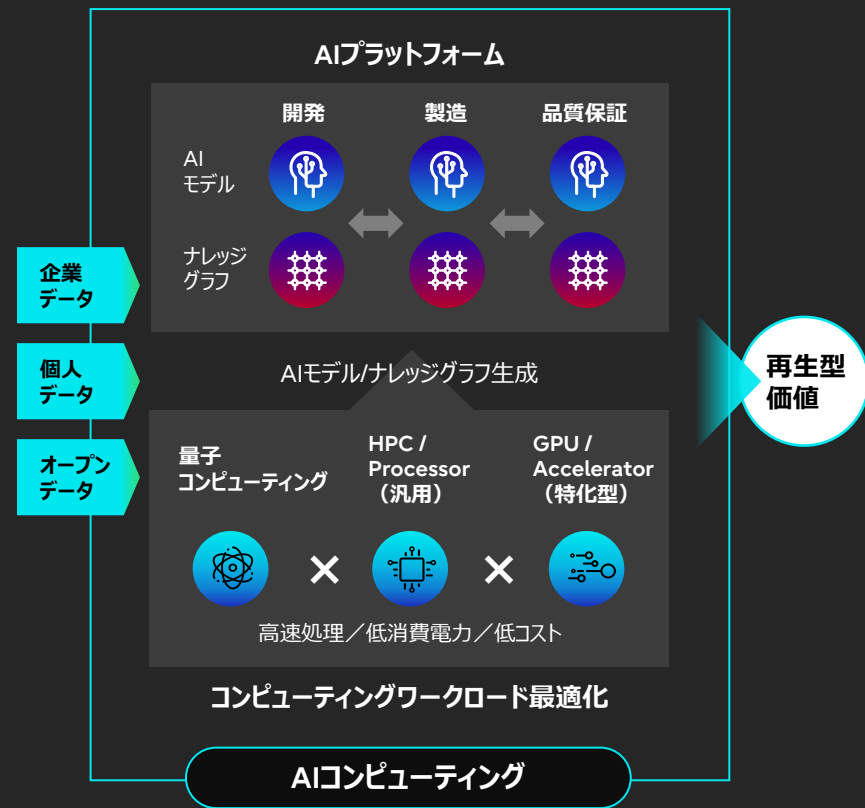 AIプラットフォーム
開発
製造
品質保証
AI
モデル
ナレッジ
グラフ
企業
データ
個人
データ
オープン
データ
AIモデル/ナレッジグラフ生成
再生型
価値
量子
コンピューティング
HPC /
Processor
（汎用）
GPU /
Accelerator
（特化型）
高速処理／低消費電力／低コスト
コンピューティングワークロード最適化
AIコンピューティング